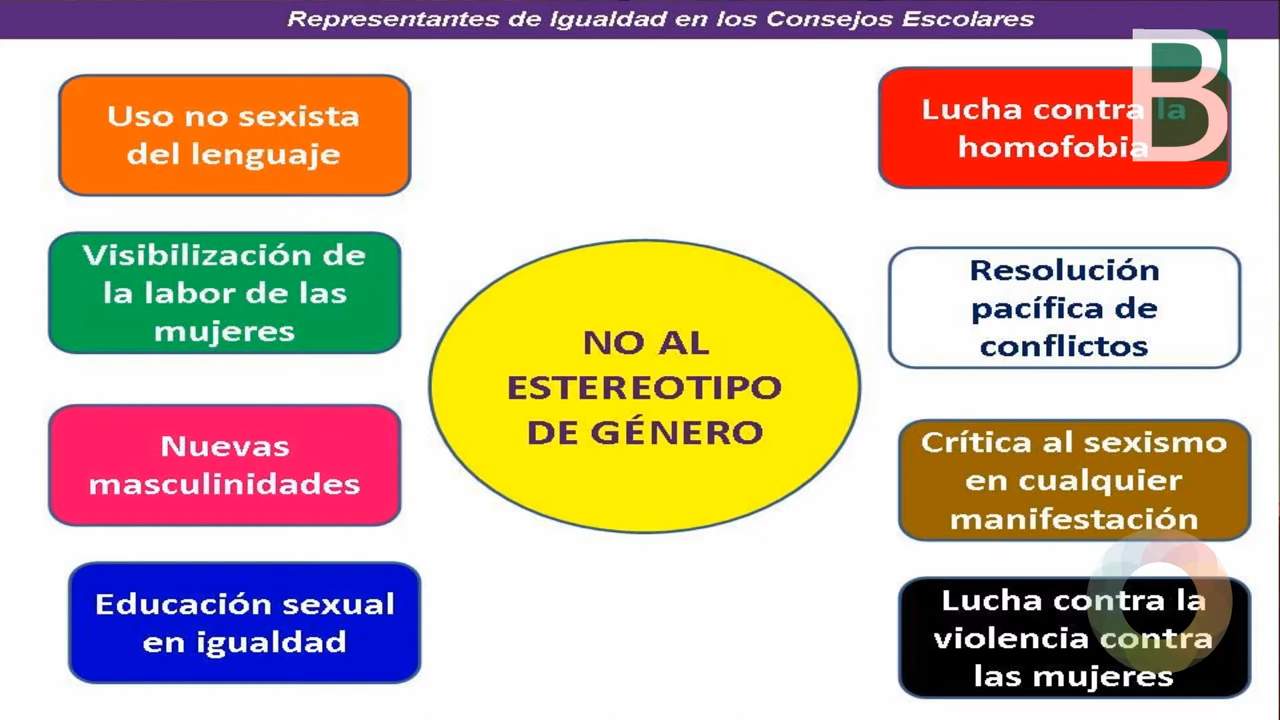 Representantes de Igualdad en los Consejos Escolares
B
Uso no sexista
del lenguaje
Lucha contra la
homofobia
Visibilización de
la labor de las
mujeres
Resolución
pacífica de
conflictos
NO AL
ESTEREOTIPO
DE GÉNERO
Nuevas
masculinidades
Crítica al sexismo
en cualquier
manifestación
Educación sexual
en igualdad
Lucha contra la
violencia contra
las mujeres